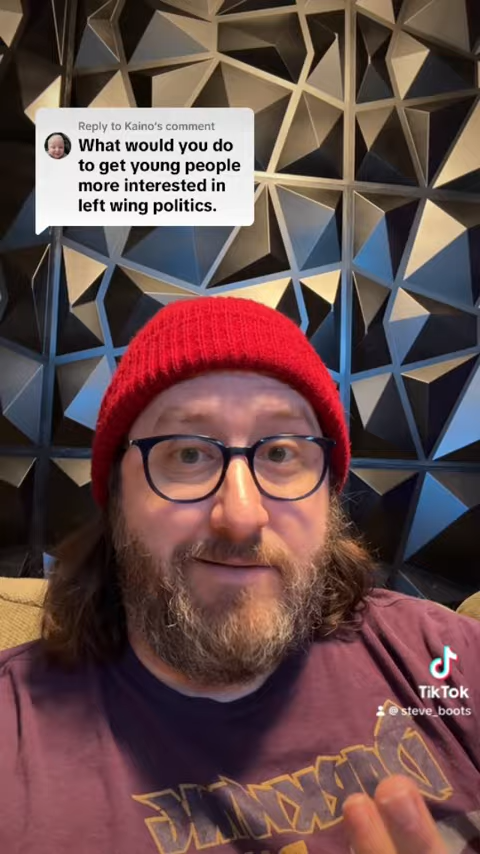 Reply to Kaino's comment
What would you do
to get young people
more interested in
left wing politics.
TikTok
@steve_boots